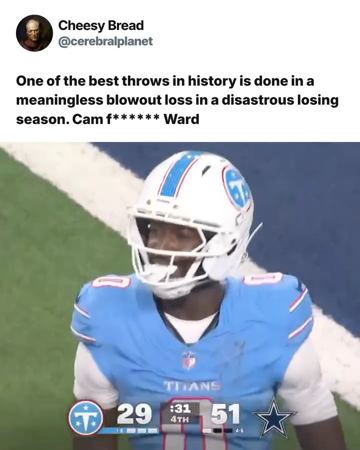 Cheesy Bread
@cerebralplanet
One of the best throws in history is done in a
meaningless blowout loss in a disastrous losing
season. Cam f****** Ward
TITANS
29 :31 51
4TH